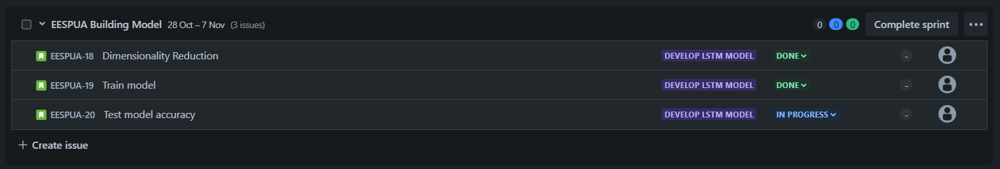 EESPUA Building Model 28 Oct – 7 Nov (3 issues) 0 0 0 Complete sprint
EESPUA-18 Dimensionality Reduction DEVELOP LSTM MODEL DONE -
EESPUA-19 Train model DEVELOP LSTM MODEL DONE -
EESPUA-20 Test model accuracy DEVELOP LSTM MODEL IN PROGRESS -
+ Create issue